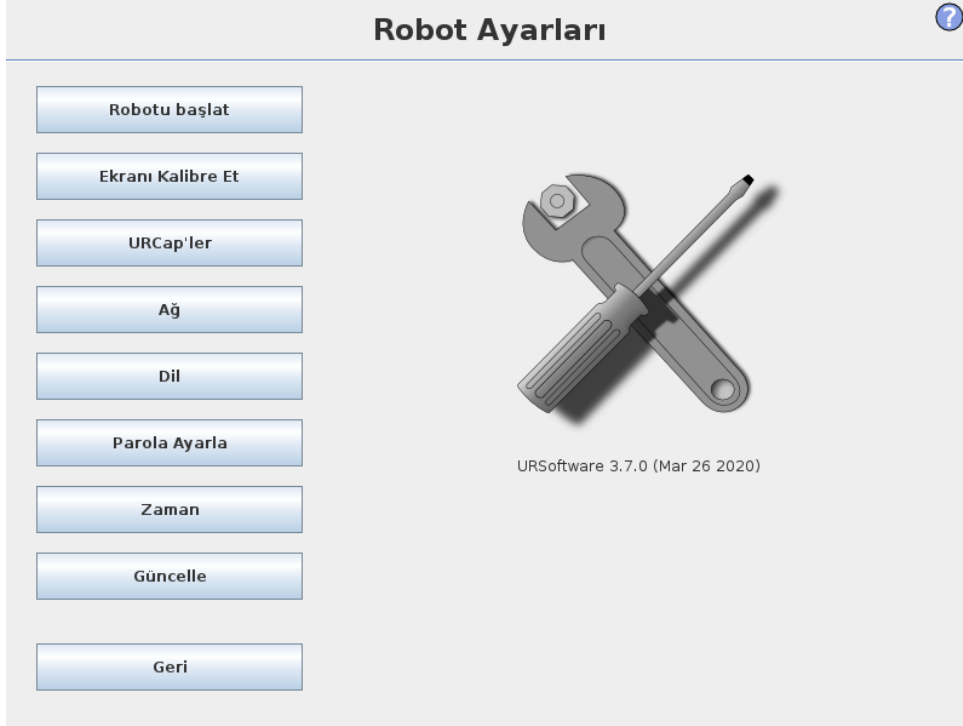 Robot Ayarları
?
Robotu başlat
Ekranı Kalibre Et
URCap'ler
Ağ
Dil
Parola Ayarla
Zaman
Güncelle
Geri
URSoftware 3.7.0 (Mar 26 2020)